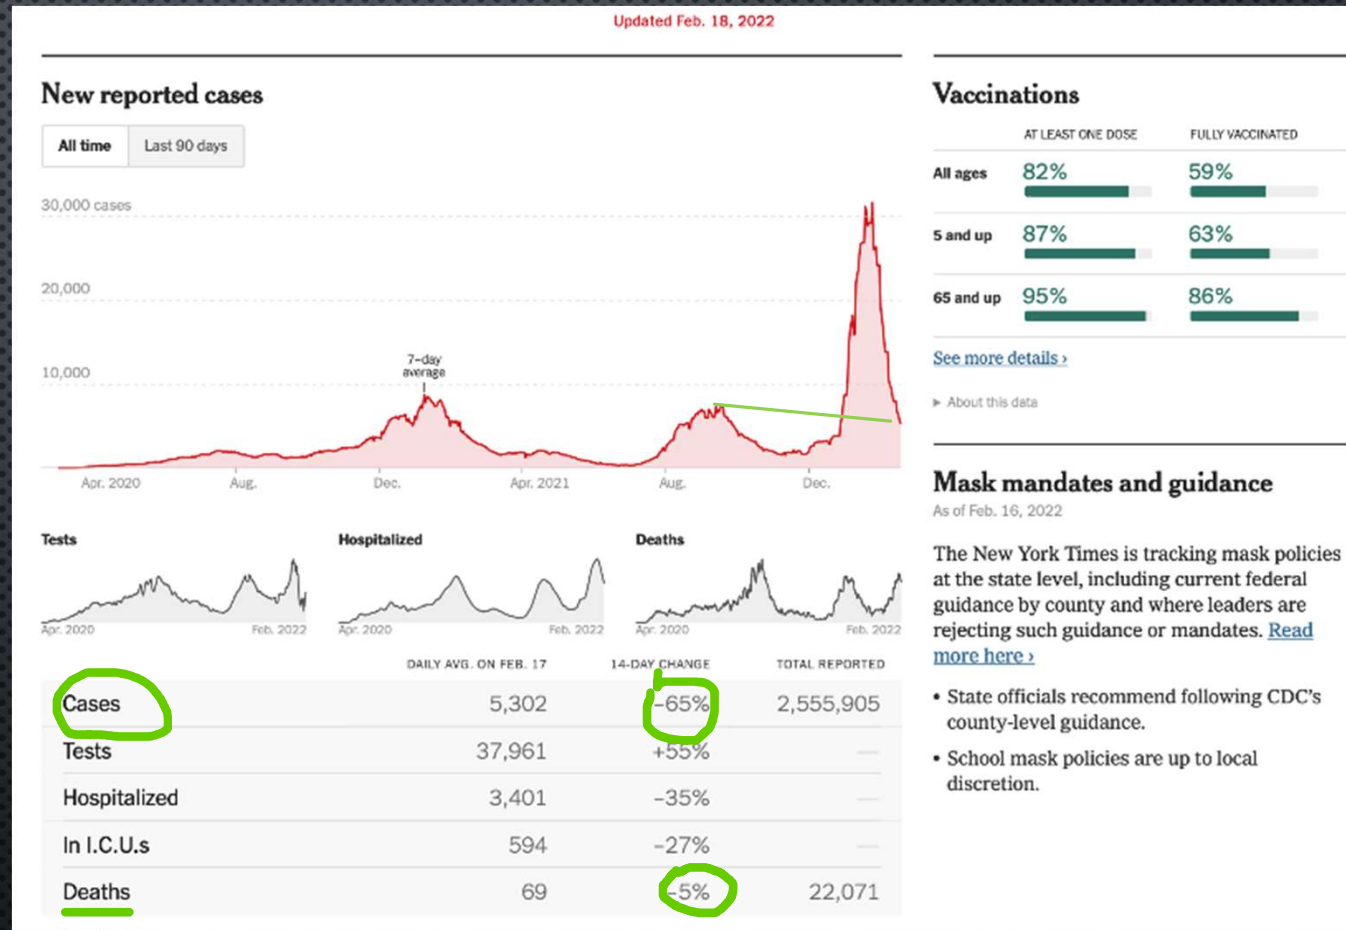 Updated Feb. 18, 2022
New reported cases
All time
Last 90 days
30,000 cases
20,000
10,000
7-day
average
Apr. 2020
Aug.
Dec.
Apr. 2021
Aug.
Dec.
Tests
Apr. 2020
Feb. 2022
Hospitalized
Apr. 2020
Feb. 2022
Deaths
Apr. 2020
Feb. 2022
DAILY AVG. ON FEB. 17 14-DAY CHANGE TOTAL REPORTED
Cases 5,302 –65% 2,555,905
Tests 37,961 +55% —
Hospitalized 3,401 –35% —
In I.C.U.s 594 –27% —
Deaths 69 –5% 22,071
Vaccinations
AT LEAST ONE DOSE FULLY VACCINATED
All ages 82% 59%
5 and up 87% 63%
65 and up 95% 86%
See more details ›
► About this data
Mask mandates and guidance
As of Feb. 16, 2022
The New York Times is tracking mask policies
at the state level, including current federal
guidance by county and where leaders are
rejecting such guidance or mandates. Read
more here ›
• State officials recommend following CDC’s
county-level guidance.
• School mask policies are up to local
discretion.